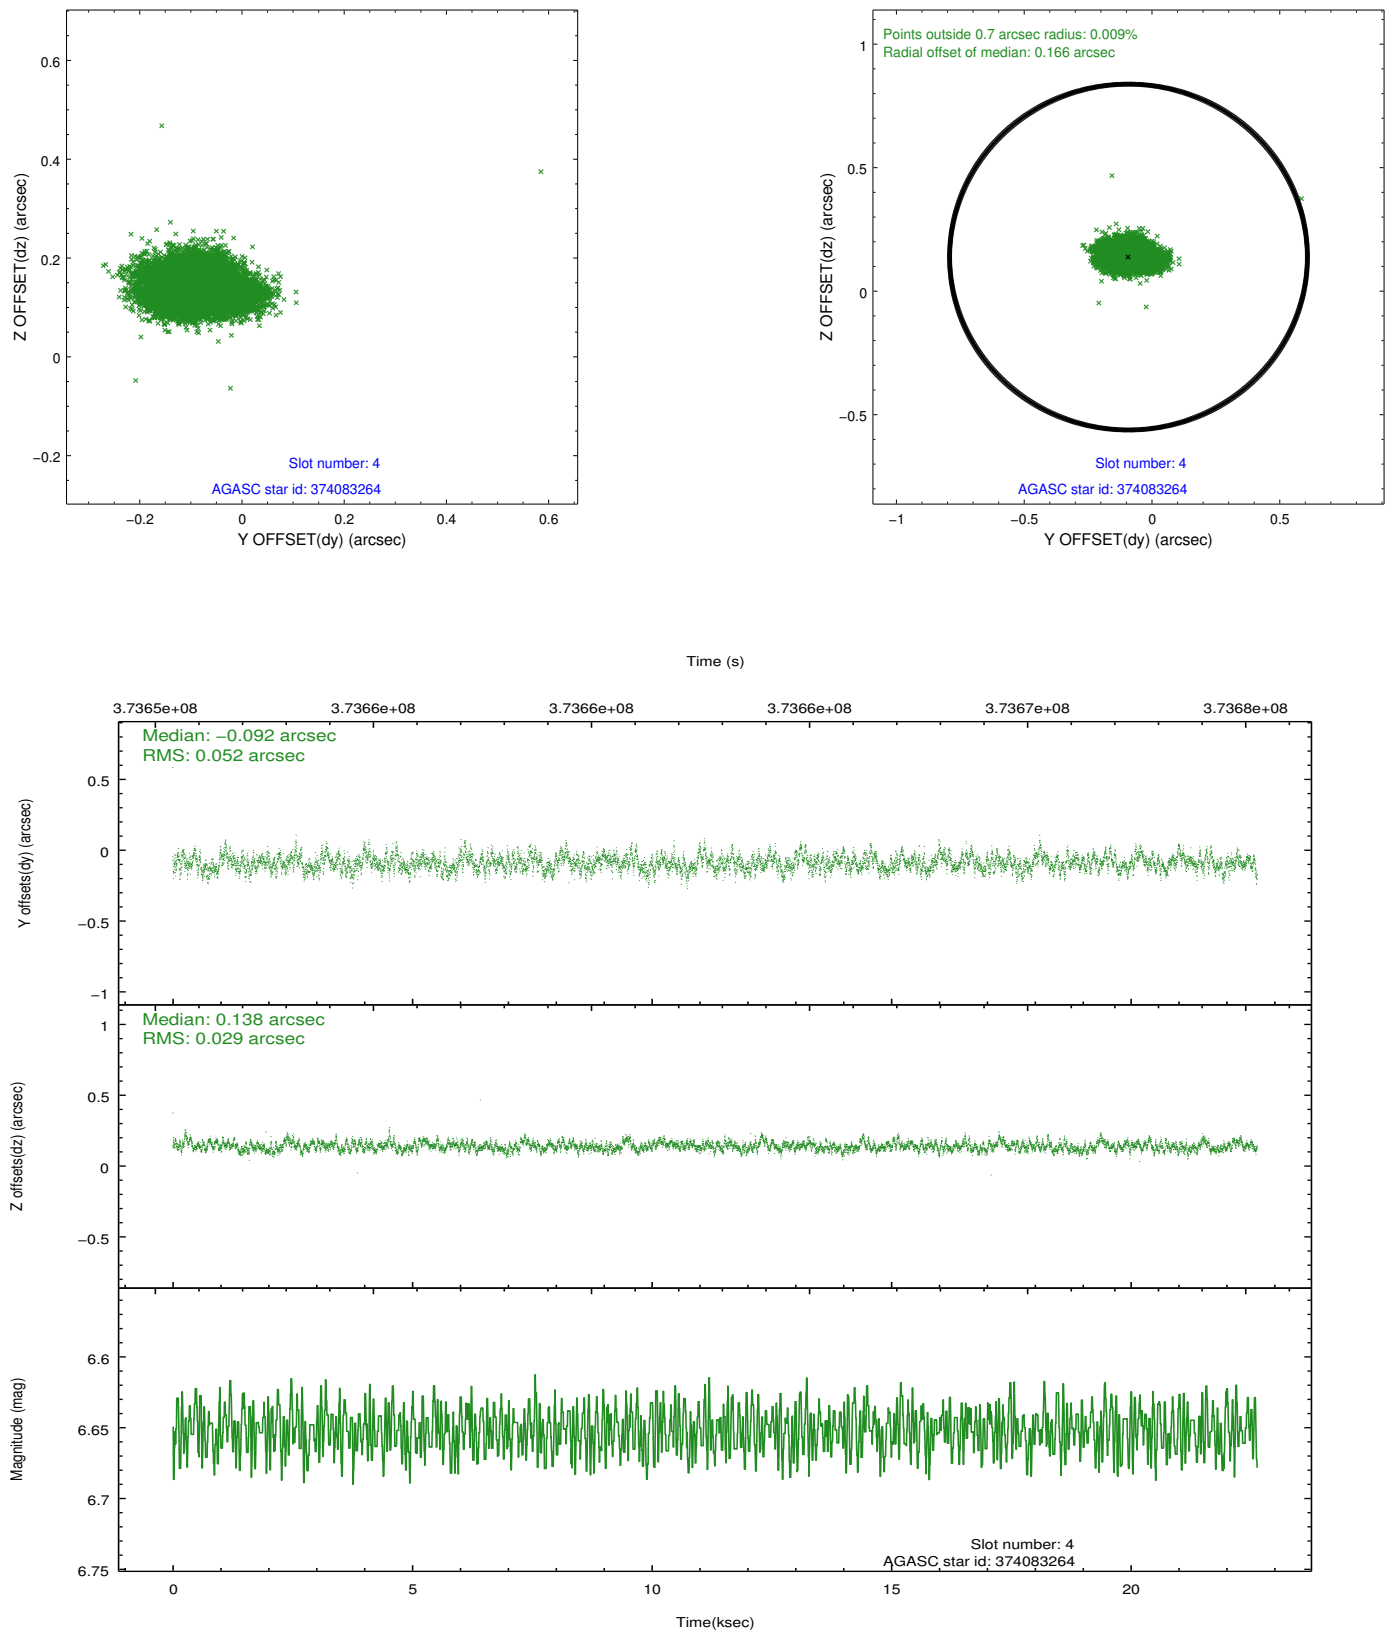 0.6
0.4
0.2
0
−0.2
−0.2
0
0.2
0.4
0.6
Z OFFSET(dz) (arcsec)
Y OFFSET(dy) (arcsec)
Slot number: 4
AGASC star id: 374083264
Points outside 0.7 arcsec radius: 0.009%
Radial offset of median: 0.166 arcsec
1
0.5
0
−0.5
−1
−0.5
0
0.5
Z OFFSET(dz) (arcsec)
Y OFFSET(dy) (arcsec)
Slot number: 4
AGASC star id: 374083264
Time (s)
3.7365e+08
3.7366e+08
3.7366e+08
3.7366e+08
3.7367e+08
3.7368e+08
Median: −0.092 arcsec
RMS: 0.052 arcsec
0.5
0
−0.5
−1
Y offsets(dy) (arcsec)
Median: 0.138 arcsec
RMS: 0.029 arcsec
1
0.5
0
−0.5
Z offsets(dz) (arcsec)
6.6
6.65
6.7
6.75
Magnitude (mag)
Slot number: 4
AGASC star id: 374083264
0
5
10
15
20
Time(ksec)